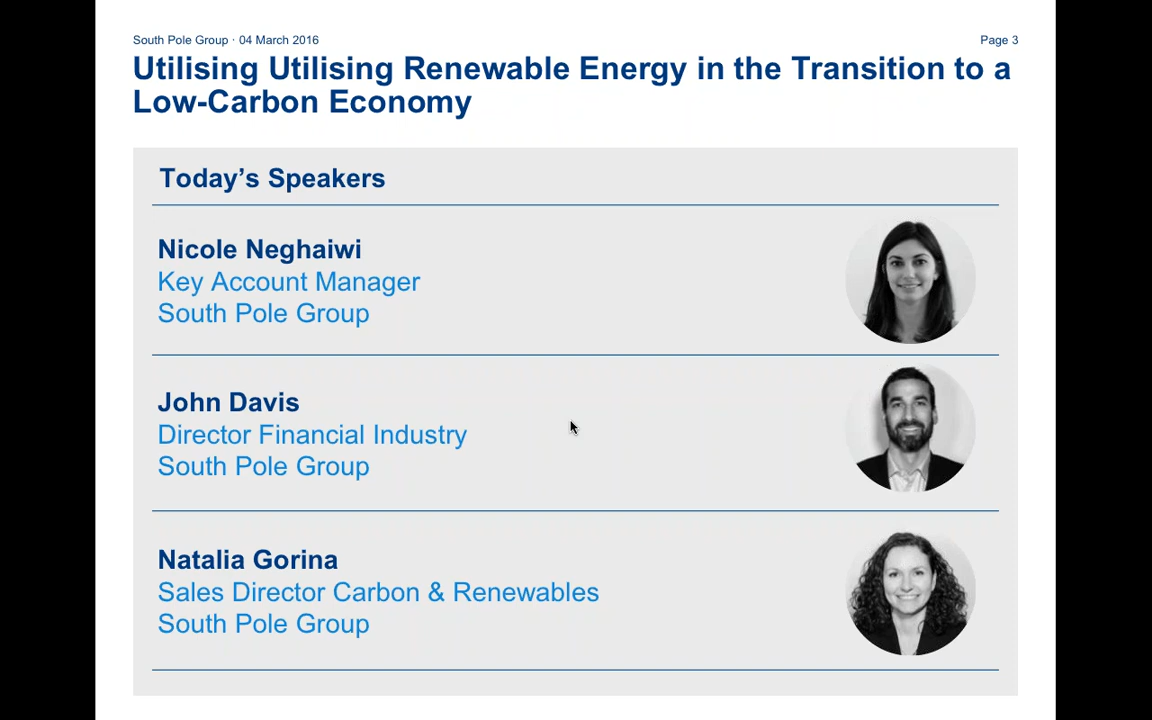 South Pole Group · 04 March 2016
Page 3
Utilising Utilising Renewable Energy in the Transition to a
Low-Carbon Economy
Today's Speakers
Nicole Neghaiwi
Key Account Manager
South Pole Group
John Davis
Director Financial Industry
South Pole Group
Natalia Gorina
Sales Director Carbon & Renewables
South Pole Group